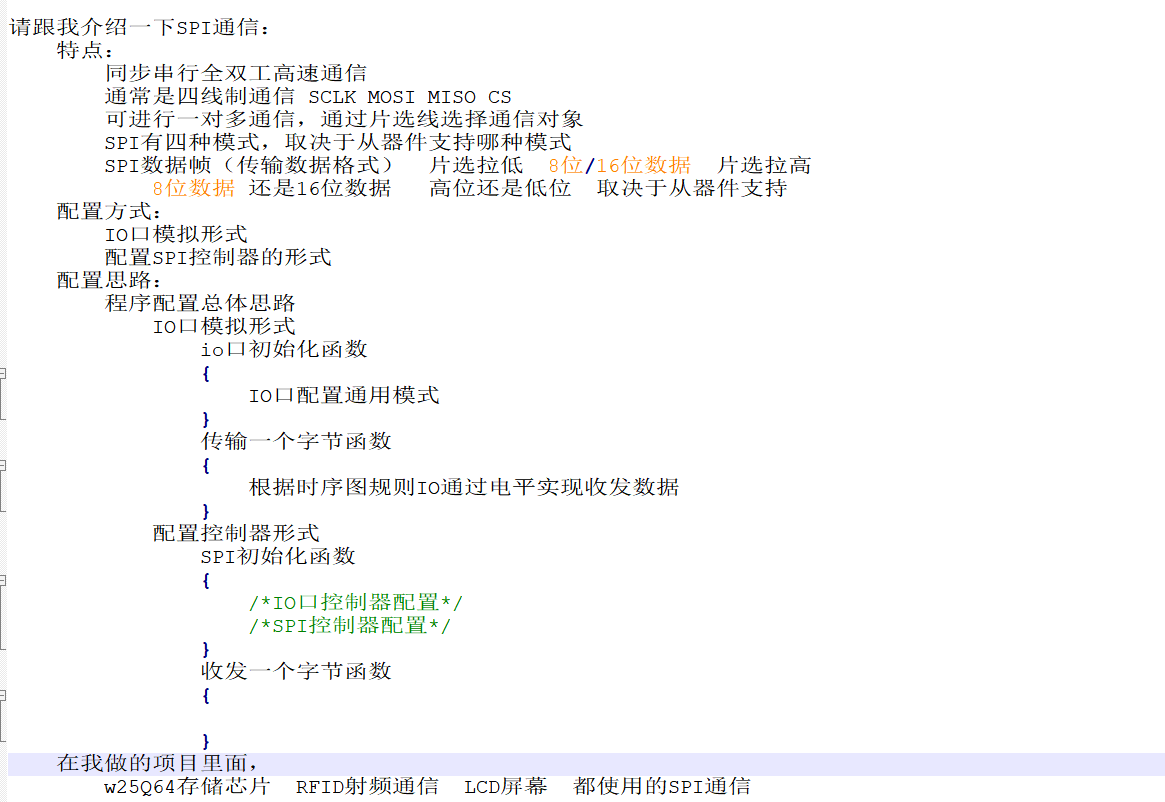 请跟我介绍一下SPI通信：
特点：
同步串行全双工高速通信
通常是四线制通信 SCLK MOSI MISO CS
可进行一对多通信，通过片选线选择通信对象
SPI有四种模式，取决于从器件支持哪种模式
SPI数据帧（传输数据格式） 片选拉低 8位/16位数据 片选拉高
8位数据 还是16位数据 高位还是低位 取决于从器件支持
配置方式：
IO口模拟形式
配置SPI控制器的形式
配置思路：
程序配置总体思路
IO口模拟形式
io口初始化函数
{
IO口配置通用模式
}
传输一个字节函数
{
根据时序图规则IO通过电平实现收发数据
}
配置控制器形式
SPI初始化函数
{
/*IO口控制器配置*/
/*SPI控制器配置*/
}
收发一个字节函数
{
}
在我做的项目里面，
w25Q64存储芯片 RFID射频通信 LCD屏幕 都使用的SPI通信